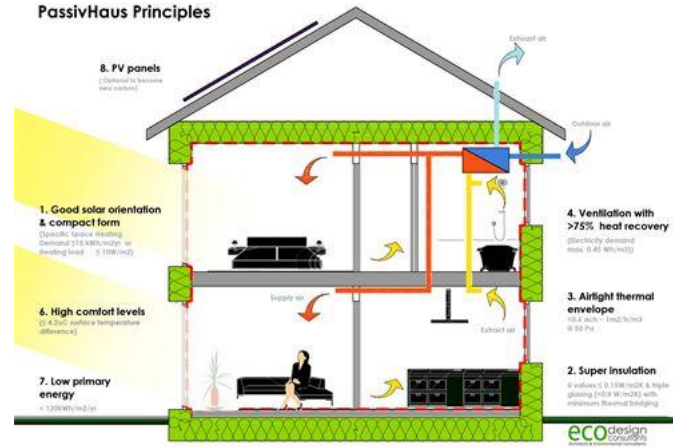 PassivHaus Principles
8. PV panels
( Optional to become
zero carbon)
Exhaust air
Outdoor air
1. Good solar orientation
& compact form
(Specific Space Heating
Demand ≤15 kWh/m2yr or
Heating load ≤ 10W/m2)
4. Ventilation with
>75% heat recovery
(Electricity demand
max. 0.45 Wh/m3)
Supply air
Extract air
6. High comfort levels
(≤ 4.2oC surface temperature
difference)
3. Airtight thermal
envelope
<0.6 ach - 1m2/h/m3
@ 50 Pa
7. Low primary
energy
< 120kWh/m2/yr
2. Super insulation
U values ≤ 0.15W/m2K & triple
glazing (<0.8 W/m2K) with
minimum thermal bridging
eco design
consultants